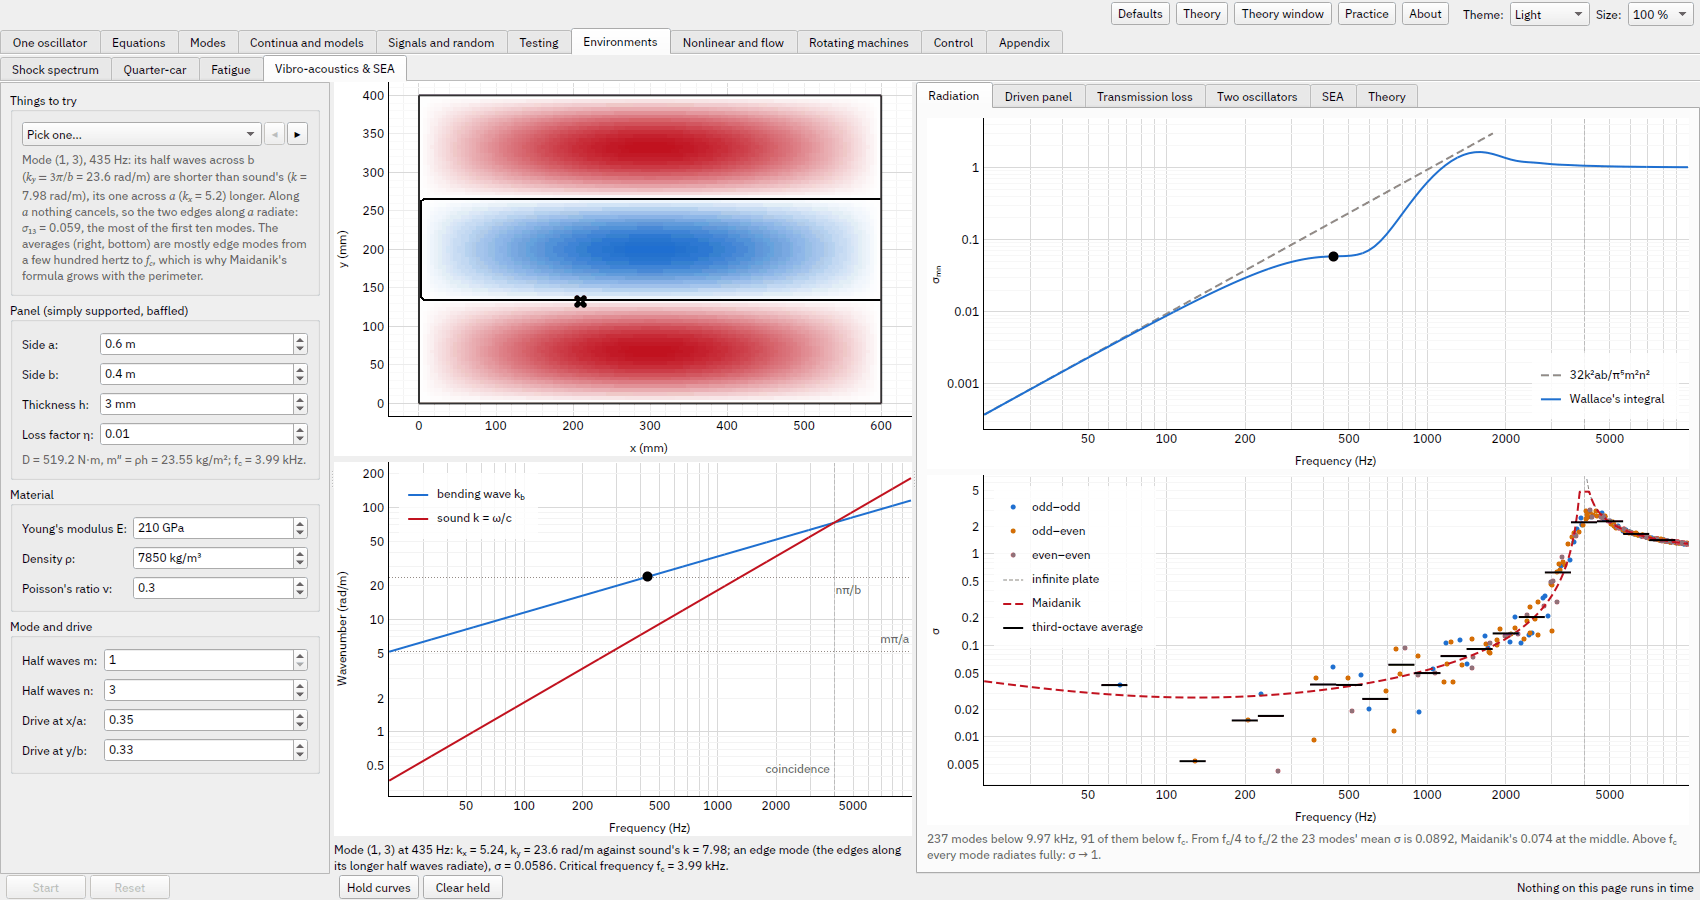 Defaults Theory Theory window Practice About Theme: Light Size: 100 %
One oscillator Equations Modes Continua and models Signals and random Testing Environments Nonlinear and flow Rotating machines Control Appendix
Shock spectrum Quarter-car Fatigue Vibro-acoustics & SEA
Things to try
Pick one...
Mode (1, 3), 435 Hz: its half waves across b
(kᵧ = 3π/b = 23.6 rad/m) are shorter than sound's (k =
7.98 rad/m), its one across a (kₓ = 5.2) longer. Along
a nothing cancels, so the two edges along a radiate:
σ₁₃ = 0.059, the most of the first ten modes. The
averages (right, bottom) are mostly edge modes from
a few hundred hertz to f_c, which is why Maidanik's
formula grows with the perimeter.
Panel (simply supported, baffled)
Side a: 0.6 m
Side b: 0.4 m
Thickness h: 3 mm
Loss factor η: 0.01
D = 519.2 N·m, m″ = ρh = 23.55 kg/m²; f_c = 3.99 kHz.
Material
Young's modulus E: 210 GPa
Density ρ: 7850 kg/m³
Poisson's ratio ν: 0.3
Mode and drive
Half waves m: 1
Half waves n: 3
Drive at x/a: 0.35
Drive at y/b: 0.33
Start Reset
y (mm)
400
350
300
250
200
150
100
50
0
0 100 200 300 400 500 600
x (mm)
Wavenumber (rad/m)
200
100
50
20
10
5
2
1
0.5
bending wave k_b
sound k = ω/c
nπ/b
mπ/a
coincidence
50 100 200 500 1000 2000 5000
Frequency (Hz)
Mode (1, 3) at 435 Hz: kₓ = 5.24, kᵧ = 23.6 rad/m against sound's k = 7.98; an edge mode (the edges along
its longer half waves radiate), σ = 0.0586. Critical frequency f_c = 3.99 kHz.
Hold curves Clear held
Radiation Driven panel Transmission loss Two oscillators SEA Theory
σₘₙ
1
0.1
0.01
0.001
32k²ab/π⁵m²n²
Wallace's integral
50 100 200 500 1000 2000 5000
Frequency (Hz)
σ
5
2
1
0.5
0.2
0.1
0.05
0.02
0.01
0.005
odd−odd
odd−even
even−even
infinite plate
Maidanik
third-octave average
50 100 200 500 1000 2000 5000
Frequency (Hz)
237 modes below 9.97 kHz, 91 of them below f_c. From f_c/4 to f_c/2 the 23 modes' mean σ is 0.0892, Maidanik's 0.074 at the middle. Above f_c
every mode radiates fully: σ → 1.
Nothing on this page runs in time